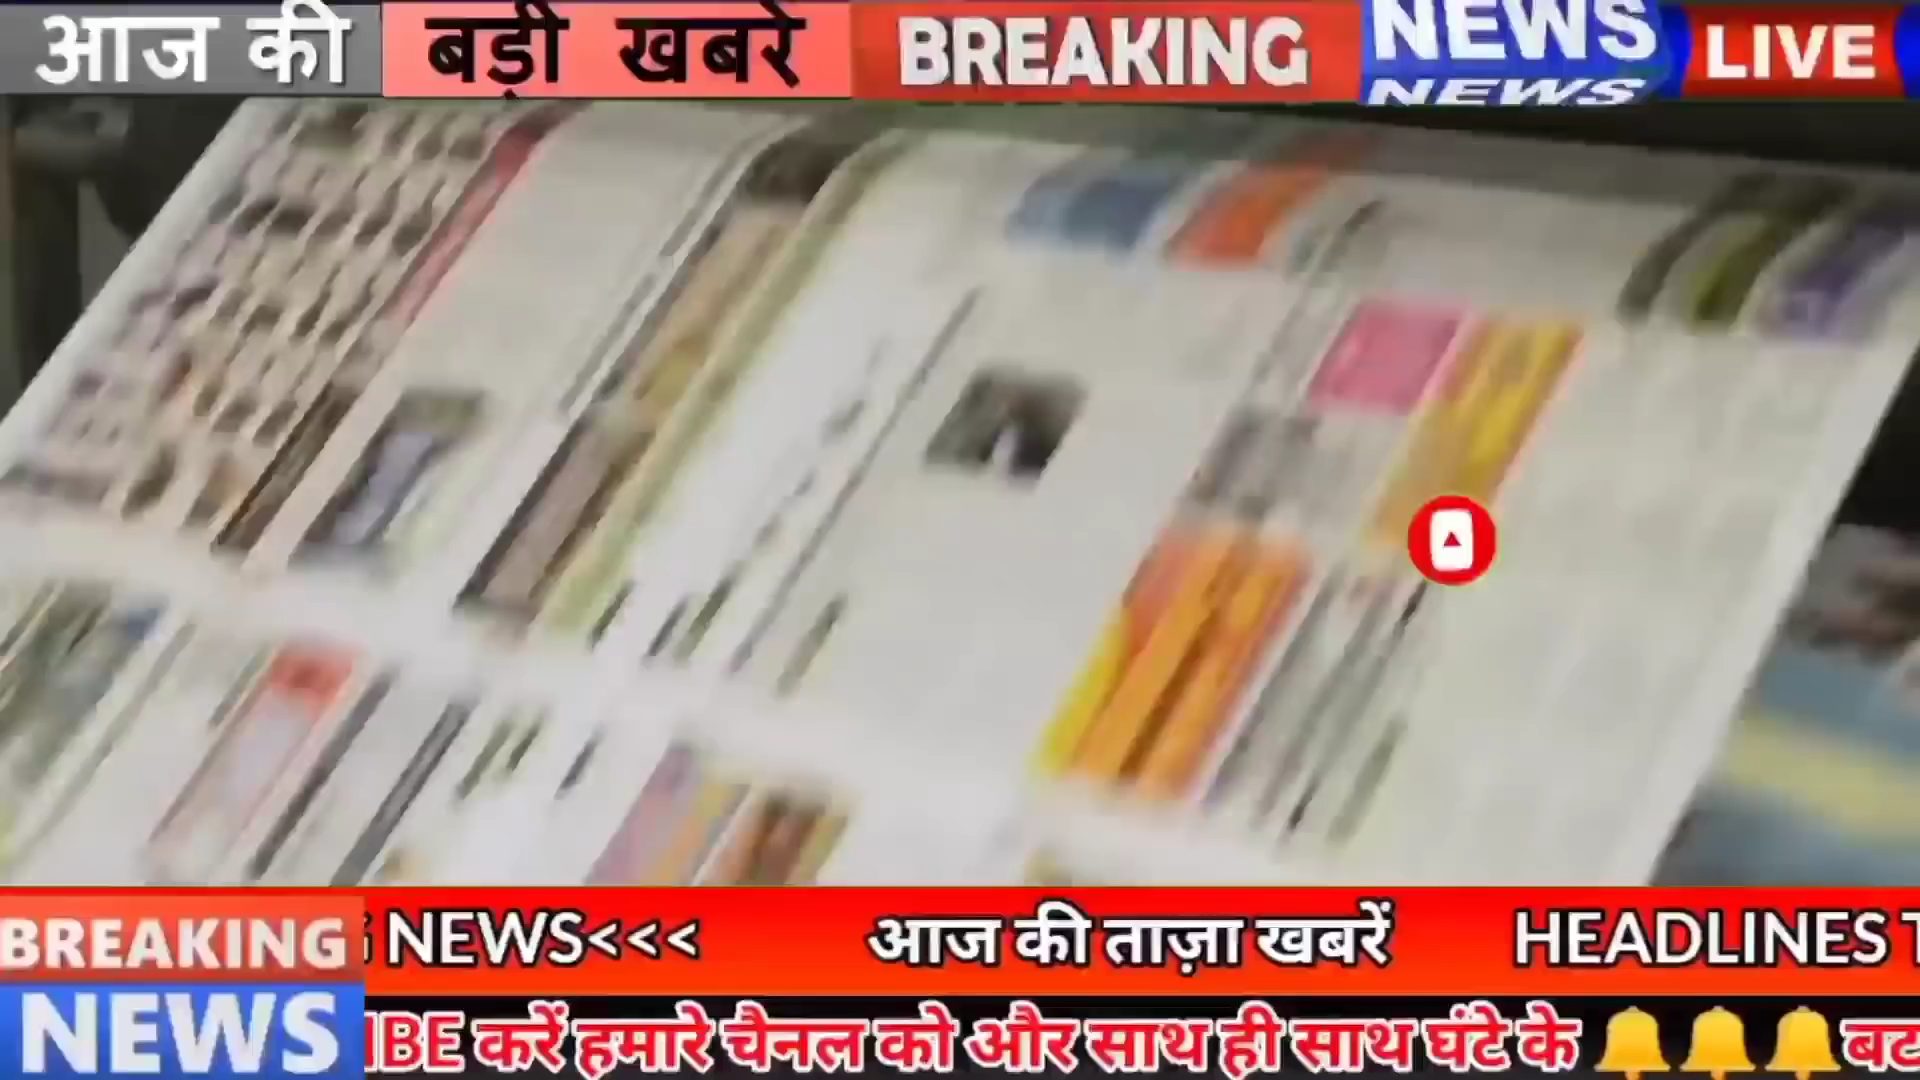 आज की बड़ी खबरें BREAKING NEWS LIVE
NEWS
BREAKING
NEWS
NEWS<<< आज की ताज़ा खबरें HEADLINES
करें हमारे चैनल को और साथ ही साथ घंटे के 🔔🔔🔔